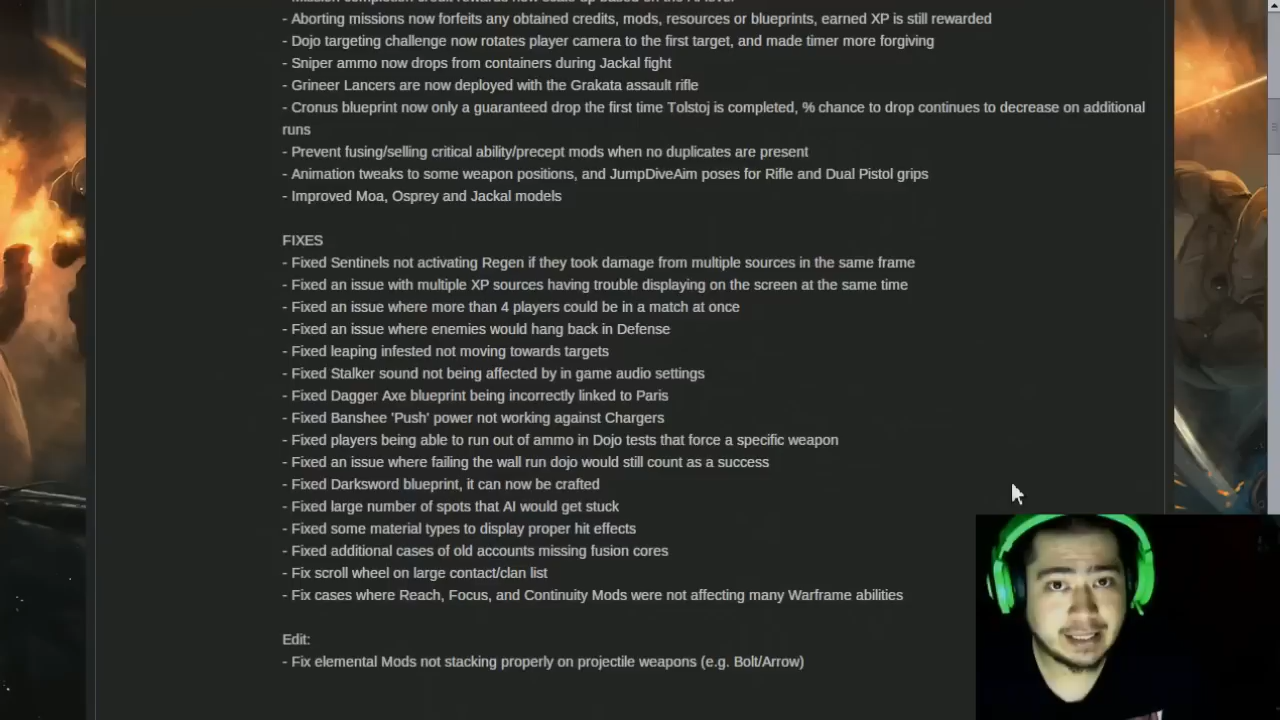 - Mission completion credit rewards now scale up based on the AI level
- Aborting missions now forfeits any obtained credits, mods, resources or blueprints, earned XP is still rewarded
- Dojo targeting challenge now rotates player camera to the first target, and made timer more forgiving
- Sniper ammo now drops from containers during Jackal fight
- Grineer Lancers are now deployed with the Grakata assault rifle
- Cronus blueprint now only a guaranteed drop the first time Tolstoj is completed, % chance to drop continues to decrease on additional
runs
- Prevent fusing/selling critical ability/precept mods when no duplicates are present
- Animation tweaks to some weapon positions, and JumpDiveAim poses for Rifle and Dual Pistol grips
- Improved Moa, Osprey and Jackal models
FIXES
- Fixed Sentinels not activating Regen if they took damage from multiple sources in the same frame
- Fixed an issue with multiple XP sources having trouble displaying on the screen at the same time
- Fixed an issue where more than 4 players could be in a match at once
- Fixed an issue where enemies would hang back in Defense
- Fixed leaping infested not moving towards targets
- Fixed Stalker sound not being affected by in game audio settings
- Fixed Dagger Axe blueprint being incorrectly linked to Paris
- Fixed Banshee 'Push' power not working against Chargers
- Fixed players being able to run out of ammo in Dojo tests that force a specific weapon
- Fixed an issue where failing the wall run dojo would still count as a success
- Fixed Darksword blueprint, it can now be crafted
- Fixed large number of spots that AI would get stuck
- Fixed some material types to display proper hit effects
- Fixed additional cases of old accounts missing fusion cores
- Fix scroll wheel on large contact/clan list
- Fix cases where Reach, Focus, and Continuity Mods were not affecting many Warframe abilities
Edit:
- Fix elemental Mods not stacking properly on projectile weapons (e.g. Bolt/Arrow)